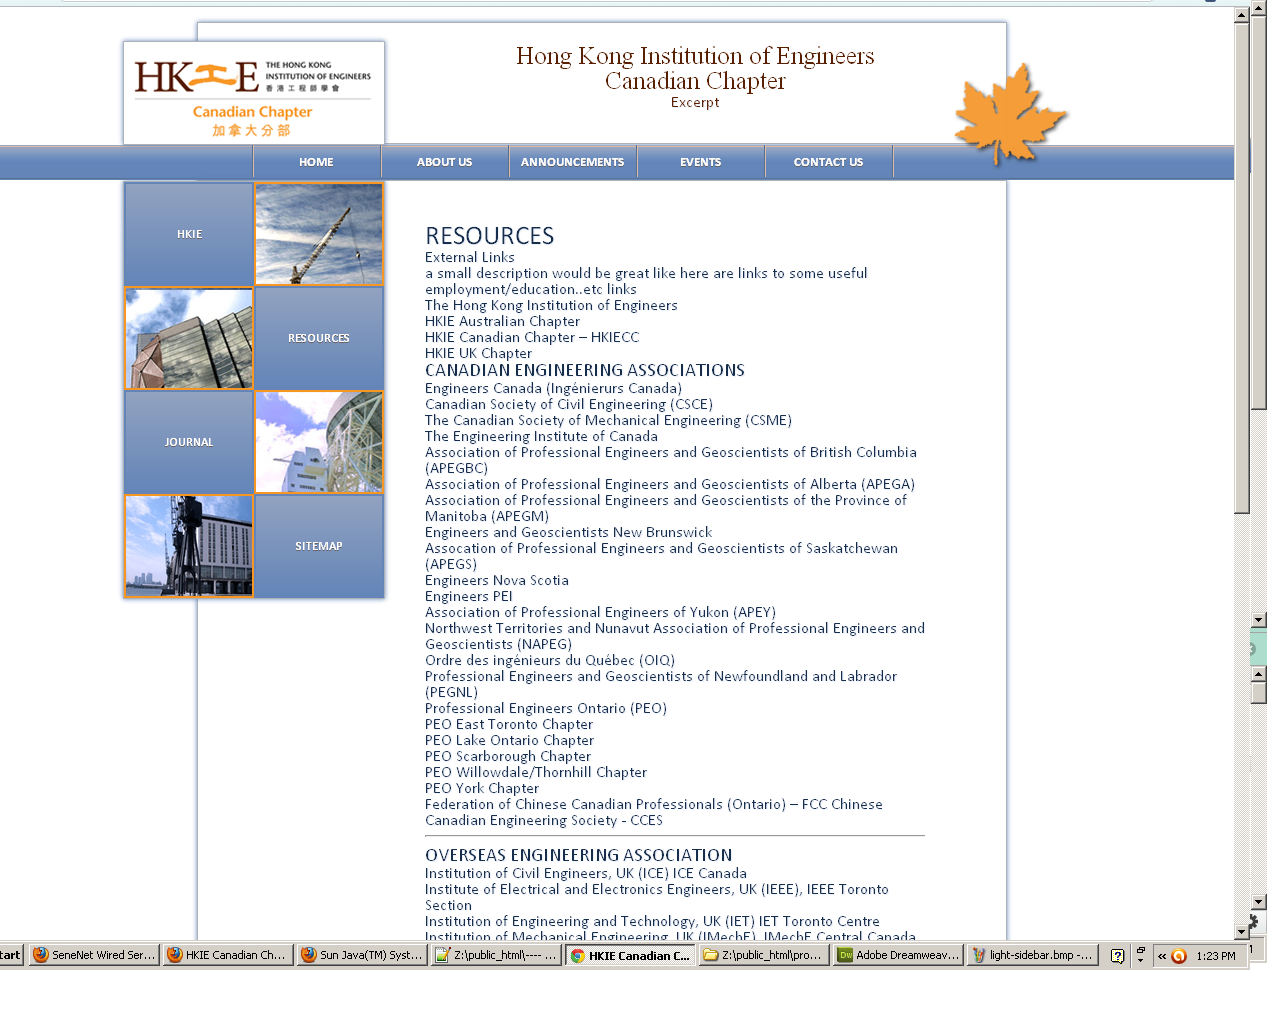 Hong Kong Institution of Engineers
Canadian Chapter
Excerpt
HKIE THE HONG KONG
INSTITUTION OF ENGINEERS
香港工程師學會
Canadian Chapter
加拿大分部
HOME ABOUT US ANNOUNCEMENTS EVENTS CONTACT US
HKIE
RESOURCES
JOURNAL
SITEMAP
RESOURCES
External Links
a small description would be great like here are links to some useful
employment/education..etc links
The Hong Kong Institution of Engineers
HKIE Australian Chapter
HKIE Canadian Chapter – HKIECC
HKIE UK Chapter
CANADIAN ENGINEERING ASSOCIATIONS
Engineers Canada (Ingénierurs Canada)
Canadian Society of Civil Engineering (CSCE)
The Canadian Society of Mechanical Engineering (CSME)
The Engineering Institute of Canada
Association of Professional Engineers and Geoscientists of British Columbia
(APEGBC)
Association of Professional Engineers and Geoscientists of Alberta (APEGA)
Association of Professional Engineers and Geoscientists of the Province of
Manitoba (APEGM)
Engineers and Geoscientists New Brunswick
Assocation of Professional Engineers and Geoscientists of Saskatchewan
(APEGS)
Engineers Nova Scotia
Engineers PEI
Association of Professional Engineers of Yukon (APEY)
Northwest Territories and Nunavut Association of Professional Engineers and
Geoscientists (NAPEG)
Ordre des ingénieurs du Québec (OIQ)
Professional Engineers and Geoscientists of Newfoundland and Labrador
(PEGNL)
Professional Engineers Ontario (PEO)
PEO East Toronto Chapter
PEO Lake Ontario Chapter
PEO Scarborough Chapter
PEO Willowdale/Thornhill Chapter
PEO York Chapter
Federation of Chinese Canadian Professionals (Ontario) – FCC Chinese
Canadian Engineering Society - CCES
OVERSEAS ENGINEERING ASSOCIATION
Institution of Civil Engineers, UK (ICE) ICE Canada
Institute of Electrical and Electronics Engineers, UK (IEEE), IEEE Toronto
Section
Institution of Engineering and Technology, UK (IET) IET Toronto Centre
Institution of Mechanical Engineering, UK (IMechE), IMechE Central Canada
tart SeneNet Wired Ser... HKIE Canadian Ch... Sun Java(TM) Syst... Z:\public_html\---- ... HKIE Canadian C... Z:\public_html\pro... Adobe Dreamweav... light-sidebar.bmp -... « 1:23 PM